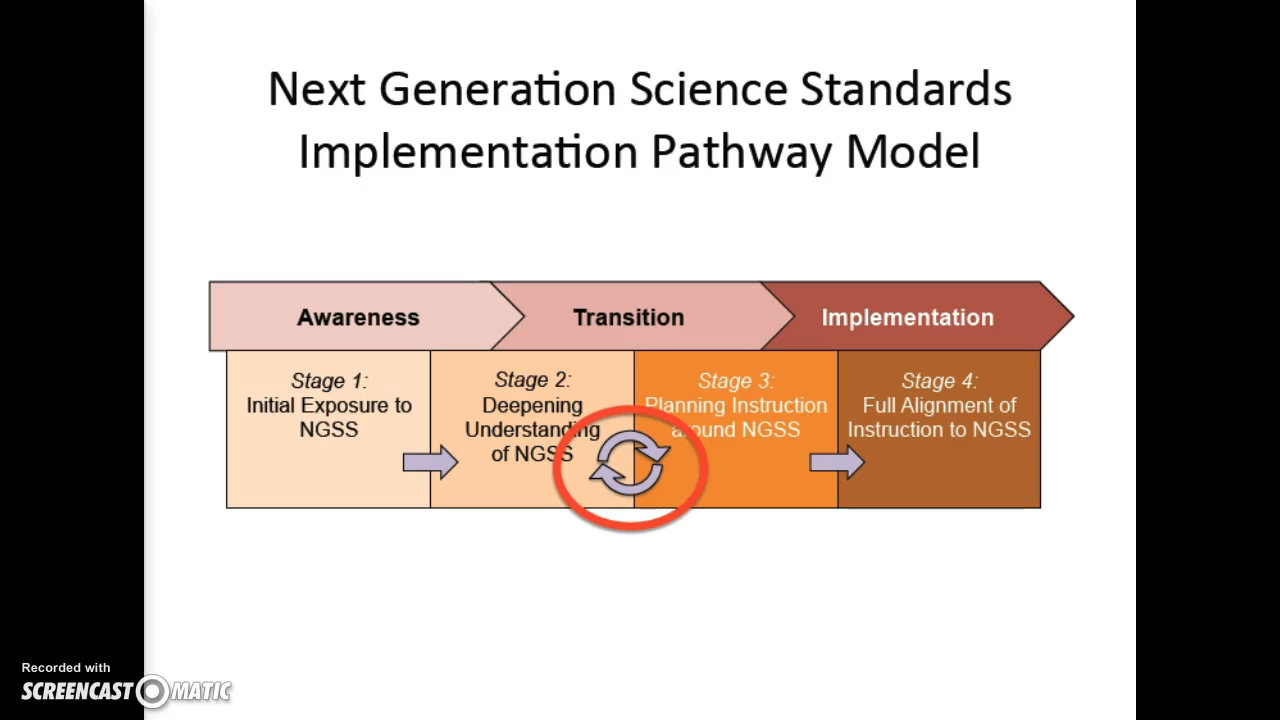 Next Generation Science Standards
Implementation Pathway Model
Awareness
Transition
Implementation
Stage 1:
Initial Exposure to
NGSS
Stage 2:
Deepening
Understanding
of NGSS
Stage 3:
Planning Instruction
around NGSS
Stage 4:
Full Alignment of
Instruction to NGSS
Recorded with
SCREENCAST MATIC